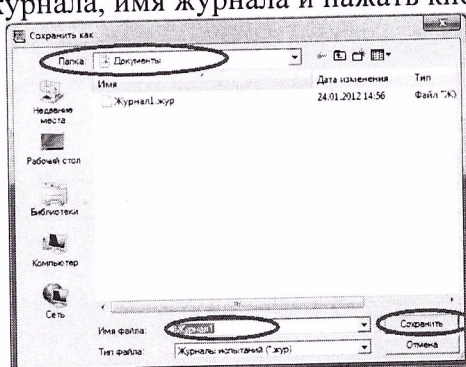 журнала, имя журнала и нажать кно
Сохранить как
Папка: Документы
Имя Дата изменения Тип
Журнал1.жур 24.01.2012 14:56 Файл "Ж
Недавние места
Рабочий стол
Библиотеки
Компьютер
Сеть
Имя файла: Сохранить
Тип файла: Журналы испытаний (*.жур) Отмена